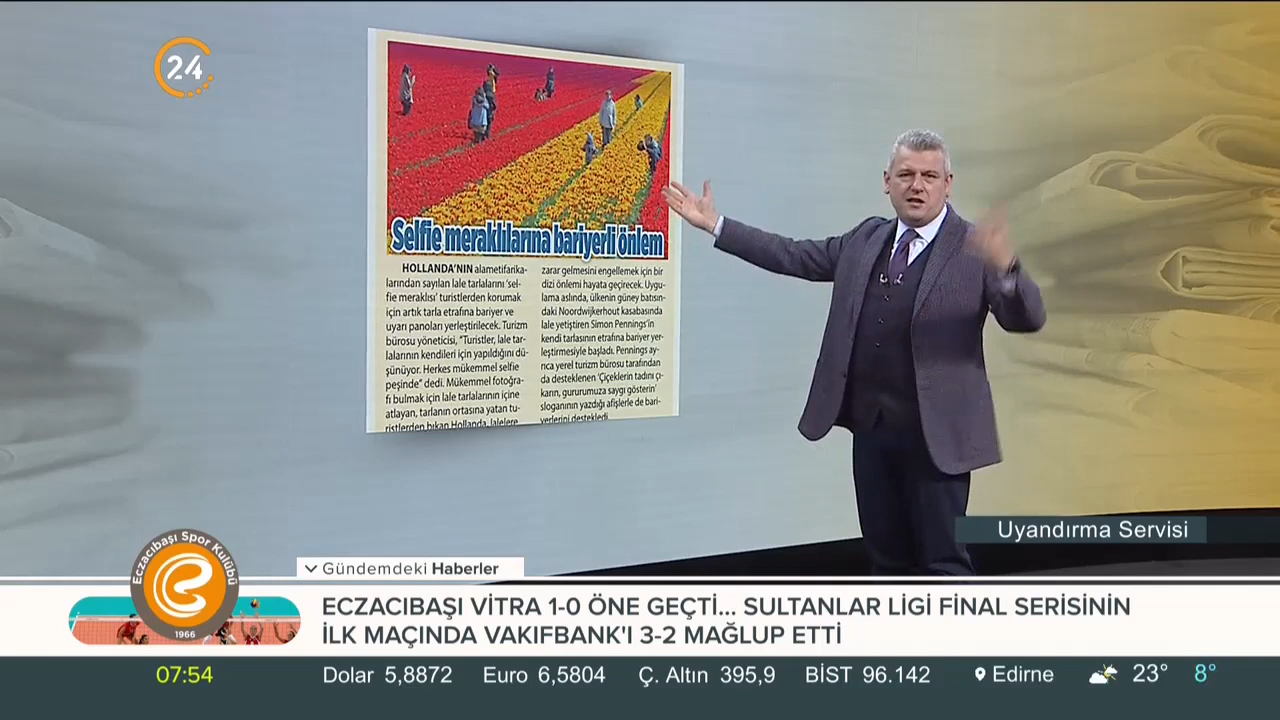 24
Selfie meraklılarına bariyerli önlem
HOLLANDA'NIN alametifarika-
larından sayılan lale tarlalarını 'sel-
fie meraklısı' turistlerden korumak
için artık tarla etrafına bariyer ve
uyarı panoları yerleştirilecek. Turizm
bürosu yöneticisi, "Turistler, lale tar-
lalarının kendileri için yapıldığını dü-
şünüyor. Herkes mükemmel selfie
peşinde" dedi. Mükemmel fotoğra-
fı bulmak için lale tarlalarının içine
atlayan, tarlanın ortasına yatan tu-
ristlerden bıkan Hollanda, lalelere
zarar gelmesini engellemek için bir
dizi önlemi hayata geçirecek. Uygu-
lama aslında, ülkenin güney batısın-
daki Noordwijkerhout kasabasında
lale yetiştiren Simon Pennings'in
kendi tarlasının etrafına bariyer yer-
leştirmesiyle başladı. Pennings ay-
rıca yerel turizm bürosu tarafından
da desteklenen 'Çiçeklerin tadını çı-
karın, gururumuza saygı gösterin'
sloganının yazdığı afişlerle de bari-
yerlerini destekledi
Uyandırma Servisi
Gündemdeki Haberler
Eczacıbaşı Spor Kulübü
1966
ECZACIBAŞI VİTRA 1-0 ÖNE GEÇTİ... SULTANLAR LİGİ FİNAL SERİSİNİN
İLK MAÇINDA VAKIFBANK'I 3-2 MAĞLUP ETTİ
07:54 Dolar 5,8872 Euro 6,5804 Ç. Altın 395,9 BİST 96.142 Edirne 23° 8°